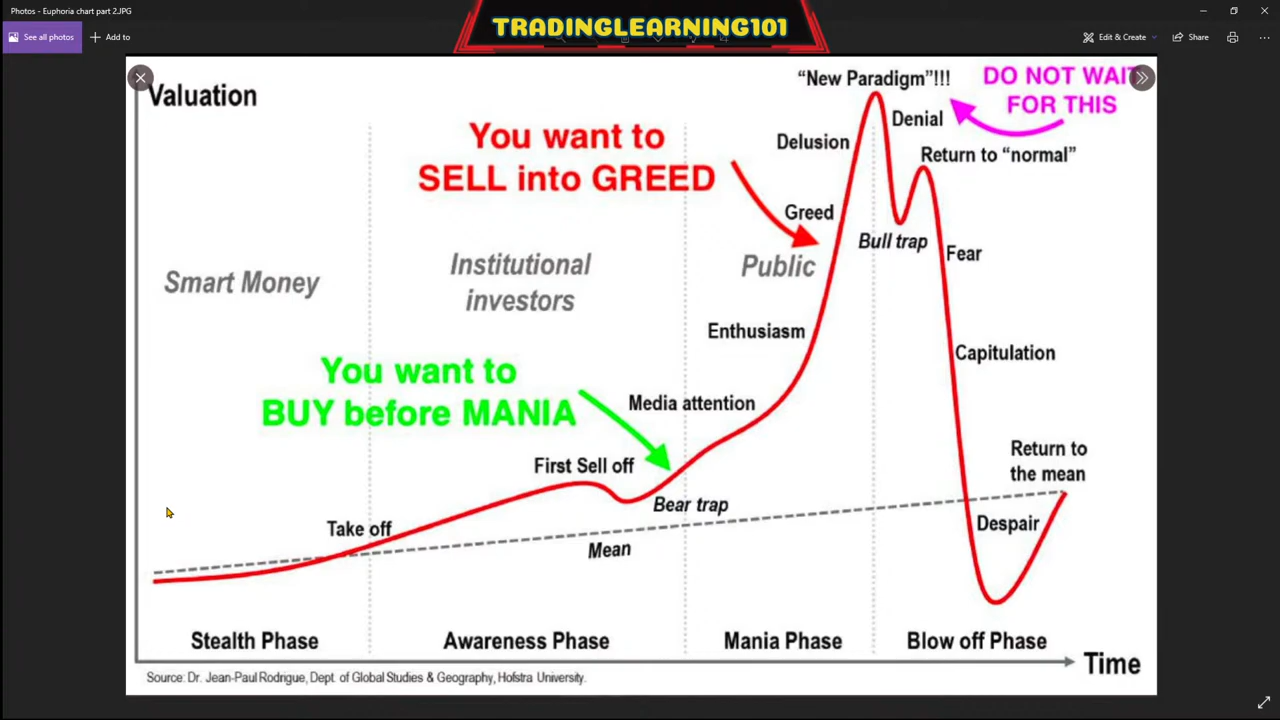 Photos - Euphoria chart part 2.JPG
TRADINGLEARNING101
See all photos
Add to
Edit & Create
Share
Valuation
"New Paradigm"!!!
DO NOT WAIT
FOR THIS
You want to
SELL into GREED
Delusion
Denial
Return to "normal"
Greed
Bull trap
Fear
Smart Money
Institutional
investors
Public
Enthusiasm
Capitulation
You want to
BUY before MANIA
Media attention
First Sell off
Return to
the mean
Bear trap
Take off
Despair
Mean
Stealth Phase
Awareness Phase
Mania Phase
Blow off Phase
Time
Source: Dr. Jean-Paul Rodrigue, Dept. of Global Studies & Geography, Hofstra University.